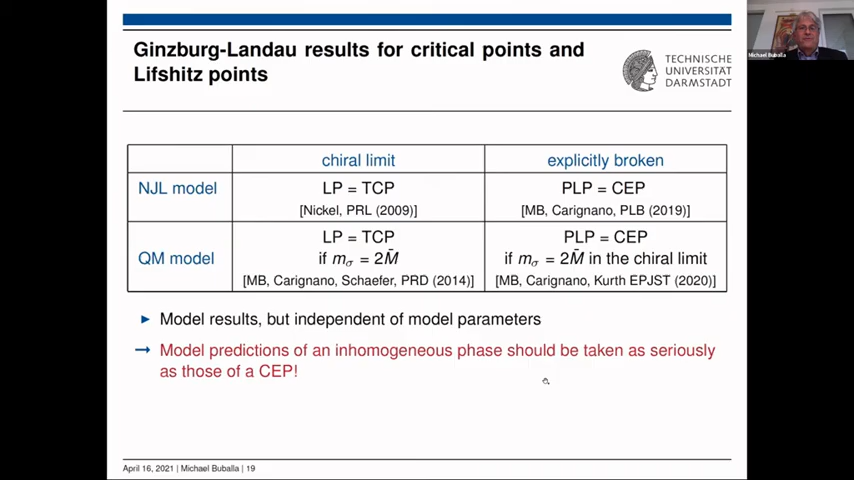 Ginzburg-Landau results for critical points and
Lifshitz points
TECHNISCHE
UNIVERSITÄT
DARMSTADT
Michael Buballa
chiral limit
explicitly broken
NJL model
LP = TCP
[Nickel, PRL (2009)]
PLP = CEP
[MB, Carignano, PLB (2019)]
QM model
LP = TCP
if mσ = 2M̄
[MB, Carignano, Schaefer, PRD (2014)]
PLP = CEP
if mσ = 2M̄ in the chiral limit
[MB, Carignano, Kurth EPJST (2020)]
► Model results, but independent of model parameters
→ Model predictions of an inhomogeneous phase should be taken as seriously
as those of a CEP!
April 16, 2021 | Michael Buballa | 19